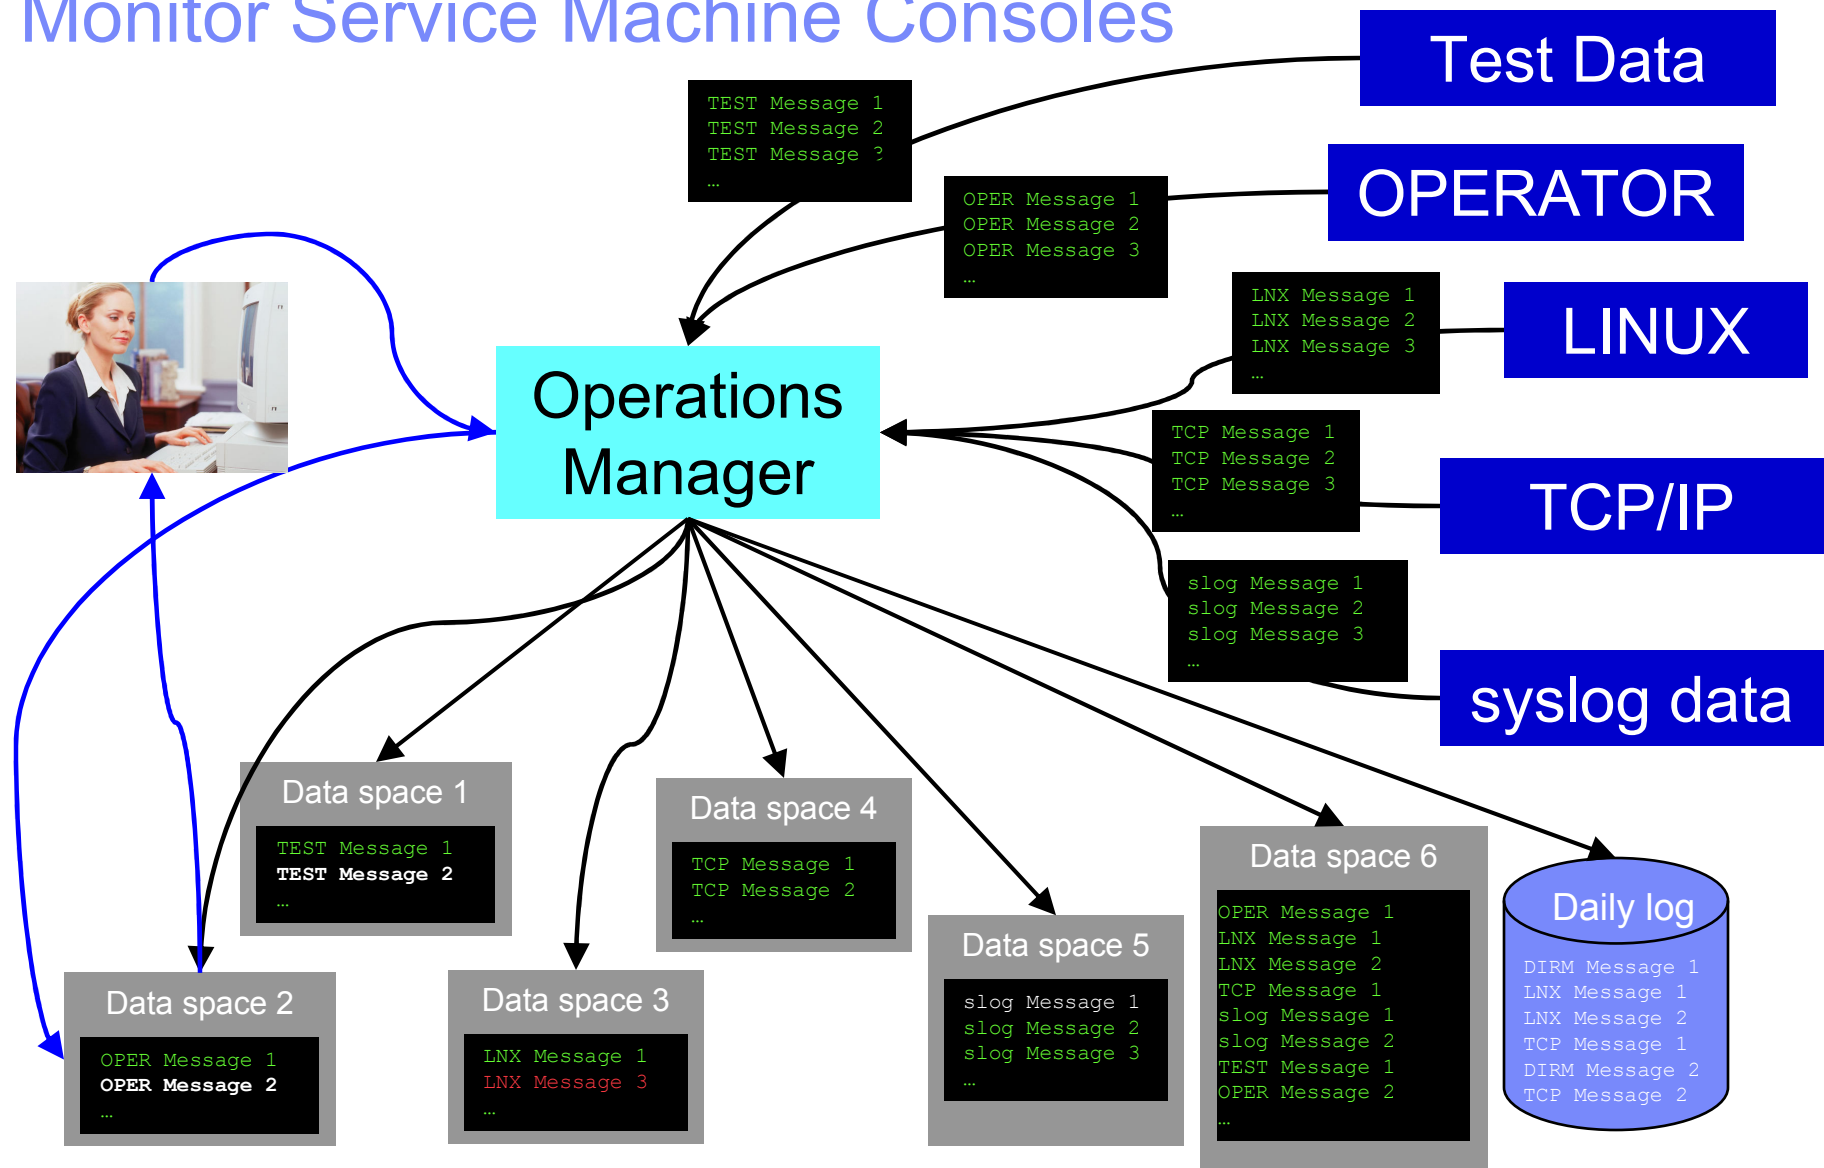 Monitor Service Machine Consoles
Test Data
TEST Message 1
TEST Message 2
TEST Message 3
…
OPERATOR
OPER Message 1
OPER Message 2
OPER Message 3
…
LINUX
LNX Message 1
LNX Message 2
LNX Message 3
…
Operations
Manager
TCP/IP
TCP Message 1
TCP Message 2
TCP Message 3
…
syslog data
slog Message 1
slog Message 2
slog Message 3
…
Data space 1
TEST Message 1
TEST Message 2
…
Data space 2
OPER Message 1
OPER Message 2
…
Data space 3
LNX Message 1
LNX Message 3
…
Data space 4
TCP Message 1
TCP Message 2
…
Data space 5
slog Message 1
slog Message 2
slog Message 3
…
Data space 6
OPER Message 1
LNX Message 1
LNX Message 2
TCP Message 1
slog Message 1
slog Message 2
TEST Message 1
OPER Message 2
…
Daily log
DIRM Message 1
LNX Message 1
LNX Message 2
TCP Message 1
DIRM Message 2
TCP Message 2